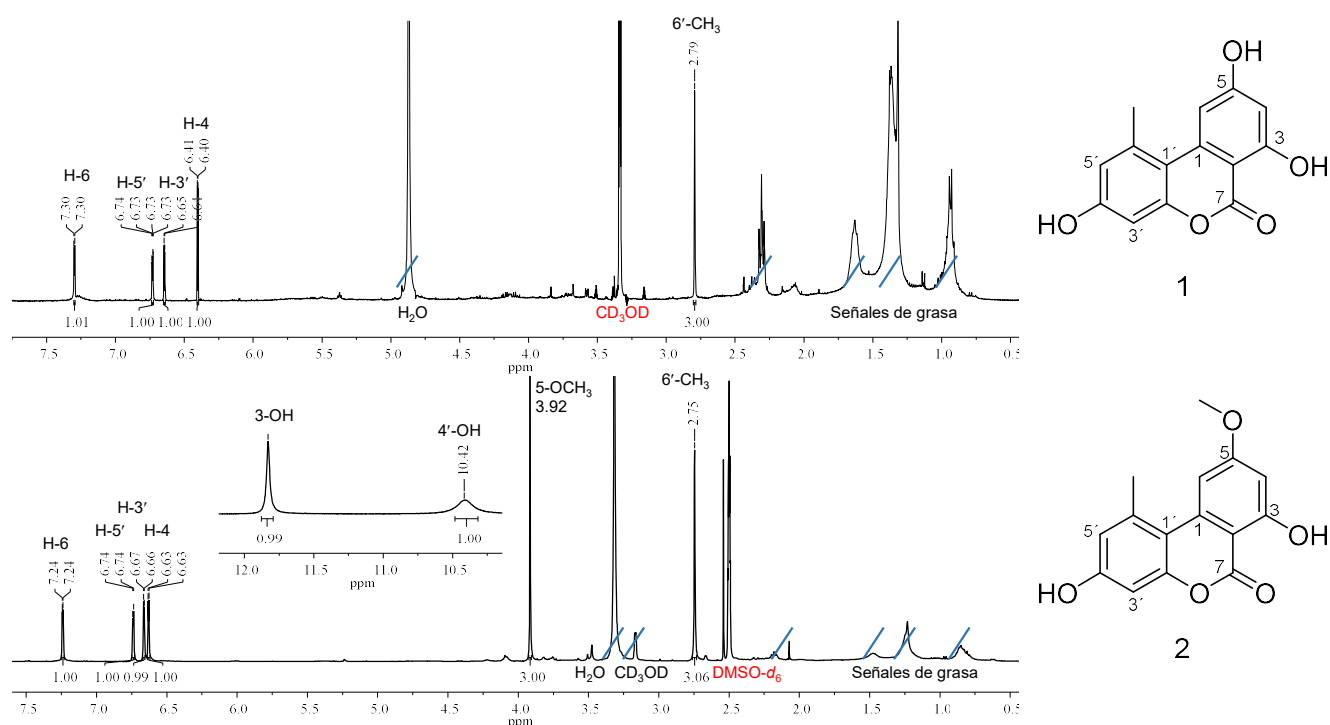 6′-CH3
2.79
H-4
6.41
6.40
H-6
H-5′
H-3′
7.30
7.30
6.74
6.73
6.73
6.73
6.65
6.64
1.01
1.00
1.00
1.00
H2O
CD3OD
3.00
Señales de grasa
7.5 7.0 6.5 6.0 5.5 5.0 4.5 4.0 3.5 3.0 2.5 2.0 1.5 1.0 0.5
ppm
OH
5
3
OH
1
1´
5´
7
HO
3´
O
O
1
5-OCH3
3.92
6′-CH3
2.75
3-OH
4′-OH
10.42
0.99
1.00
12.0 11.5 11.0 10.5
ppm
H-3′
H-5′
H-4
H-6
7.24
7.24
6.74
6.74
6.67
6.66
6.63
6.63
1.00
1.00
0.99
1.00
3.00
H2O
CD3OD
3.06
DMSO-d6
Señales de grasa
7.5 7.0 6.5 6.0 5.5 5.0 4.5 4.0 3.5 3.0 2.5 2.0 1.5 1.0 0.5
ppm
O
5
3
OH
1
1´
5´
7
HO
3´
O
O
2